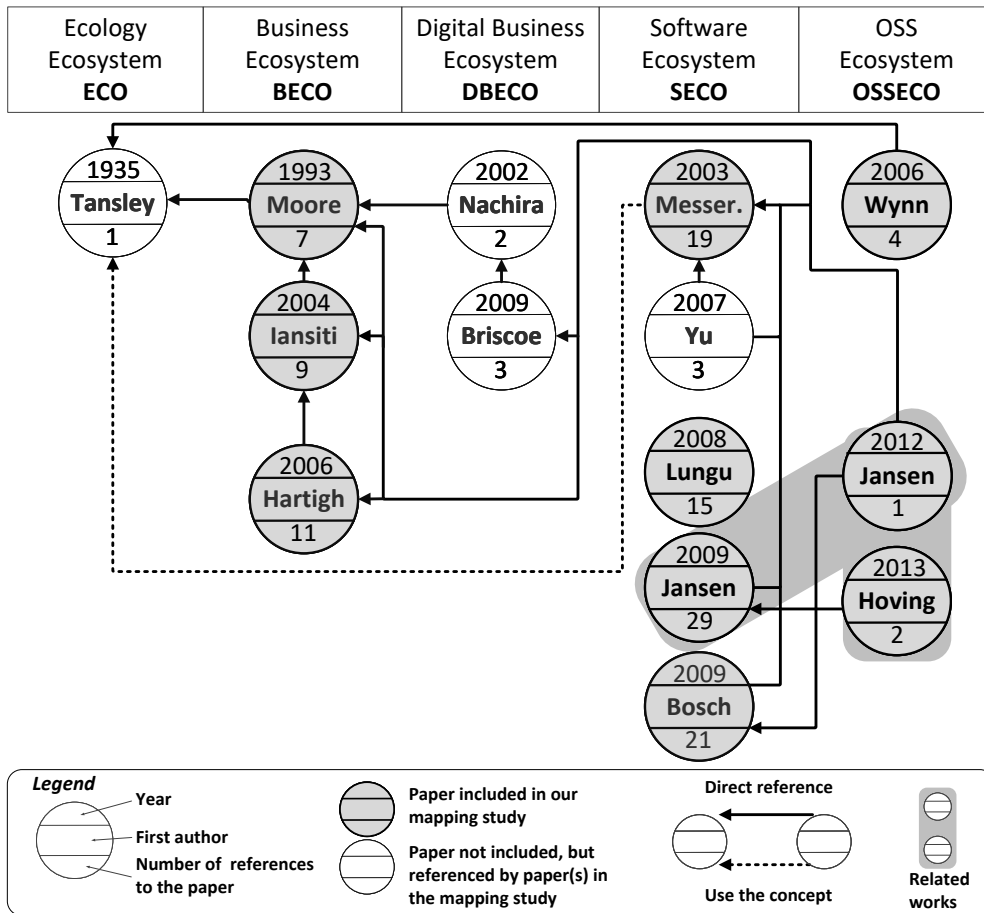 Ecology
Ecosystem
ECO
Business
Ecosystem
BECO
Digital Business
Ecosystem
DBECO
Software
Ecosystem
SECO
OSS
Ecosystem
OSSECO
1935
Tansley
1
1993
Moore
7
2002
Nachira
2
2003
Messer.
19
2006
Wynn
4
2004
Iansiti
9
2009
Briscoe
3
2007
Yu
3
2006
Hartigh
11
2008
Lungu
15
2012
Jansen
1
2009
Jansen
29
2013
Hoving
2
2009
Bosch
21
Legend
Year
First author
Number of references
to the paper
Paper included in our
mapping study
Paper not included, but
referenced by paper(s) in
the mapping study
Direct reference
Use the concept
Related
works